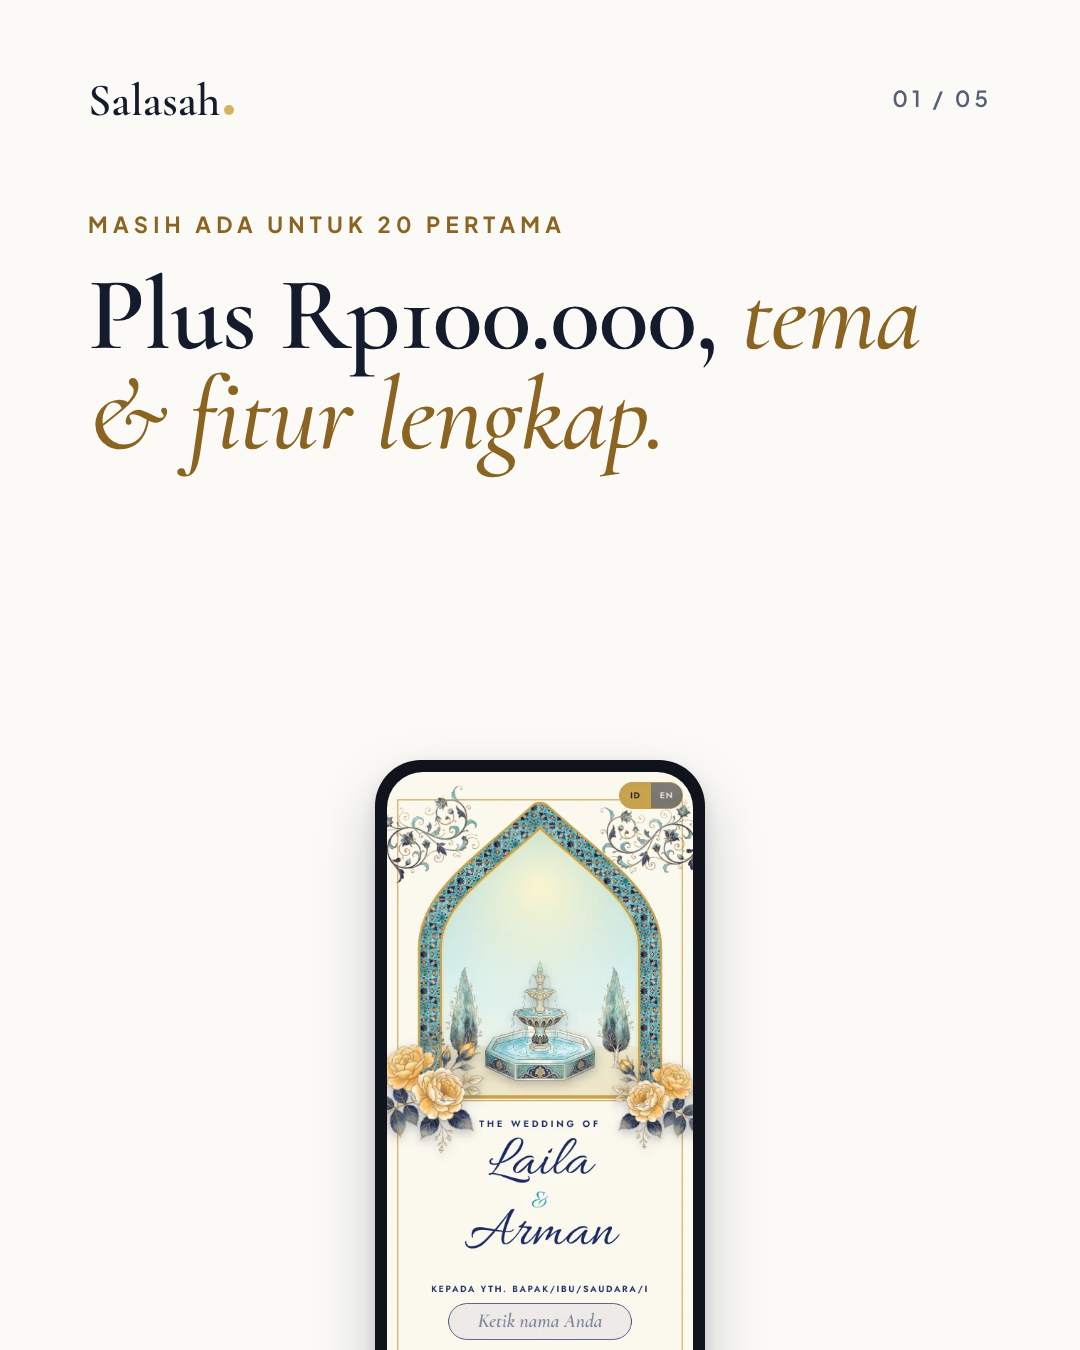 Salasah.
01 / 05
MASIH ADA UNTUK 20 PERTAMA
Plus Rp100.000, tema
& fitur lengkap.
ID EN
THE WEDDING OF
Laila
&
Arman
KEPADA YTH. BAPAK/IBU/SAUDARA/I
Ketik nama Anda